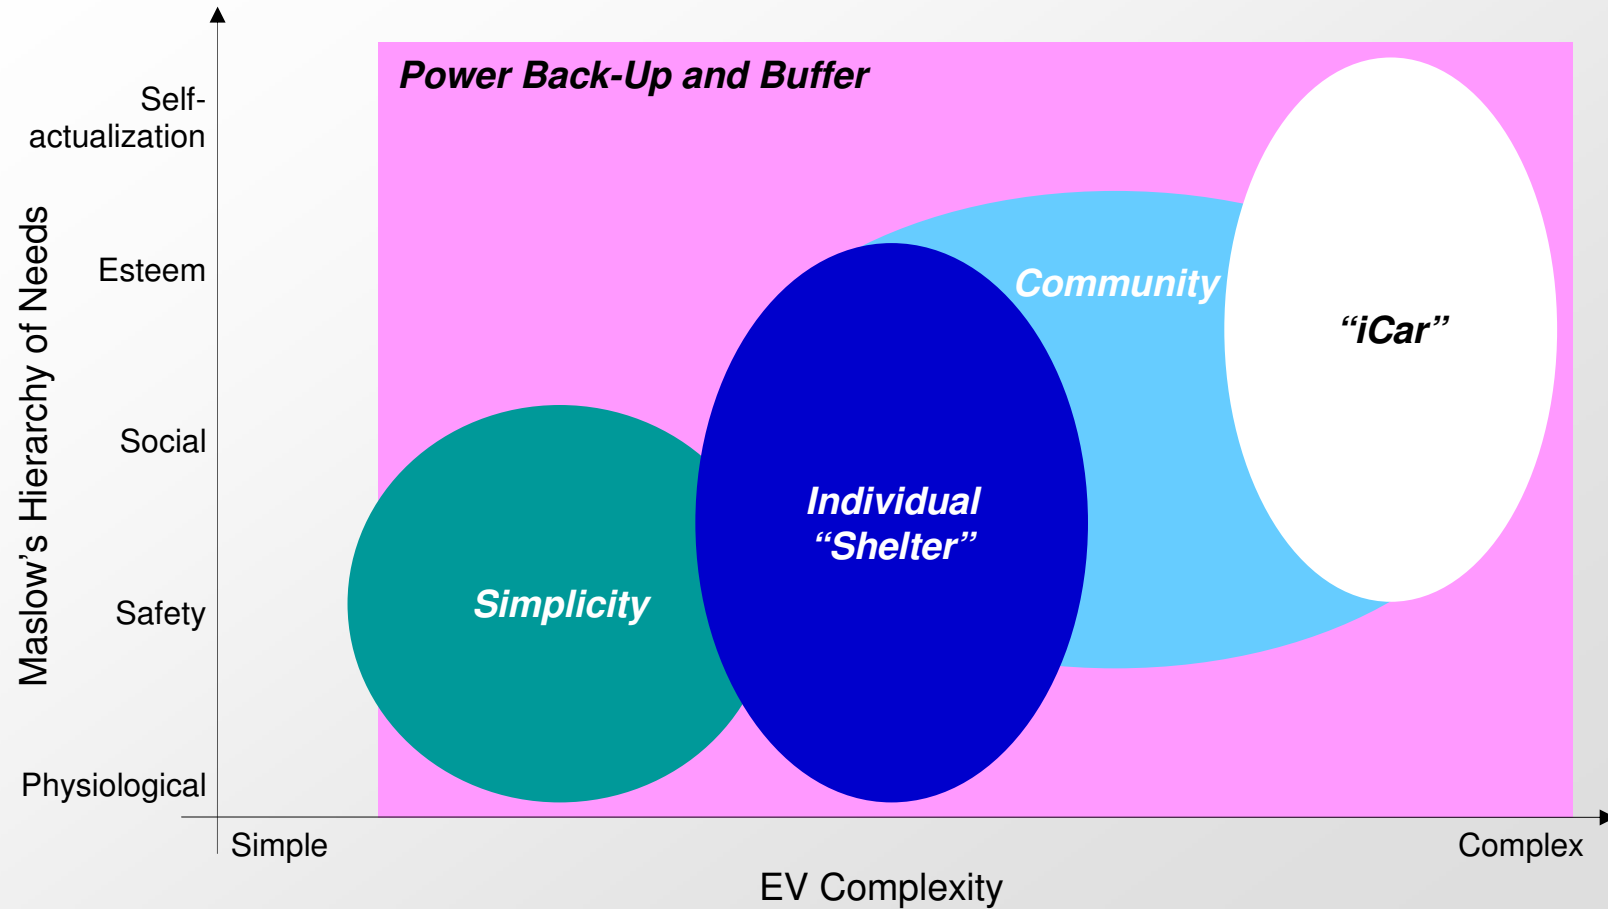 Power Back-Up and Buffer
Self-
actualization
Esteem
Social
Safety
Physiological
Maslow’s Hierarchy of Needs
Community
“iCar”
Individual
“Shelter”
Simplicity
Simple
Complex
EV Complexity